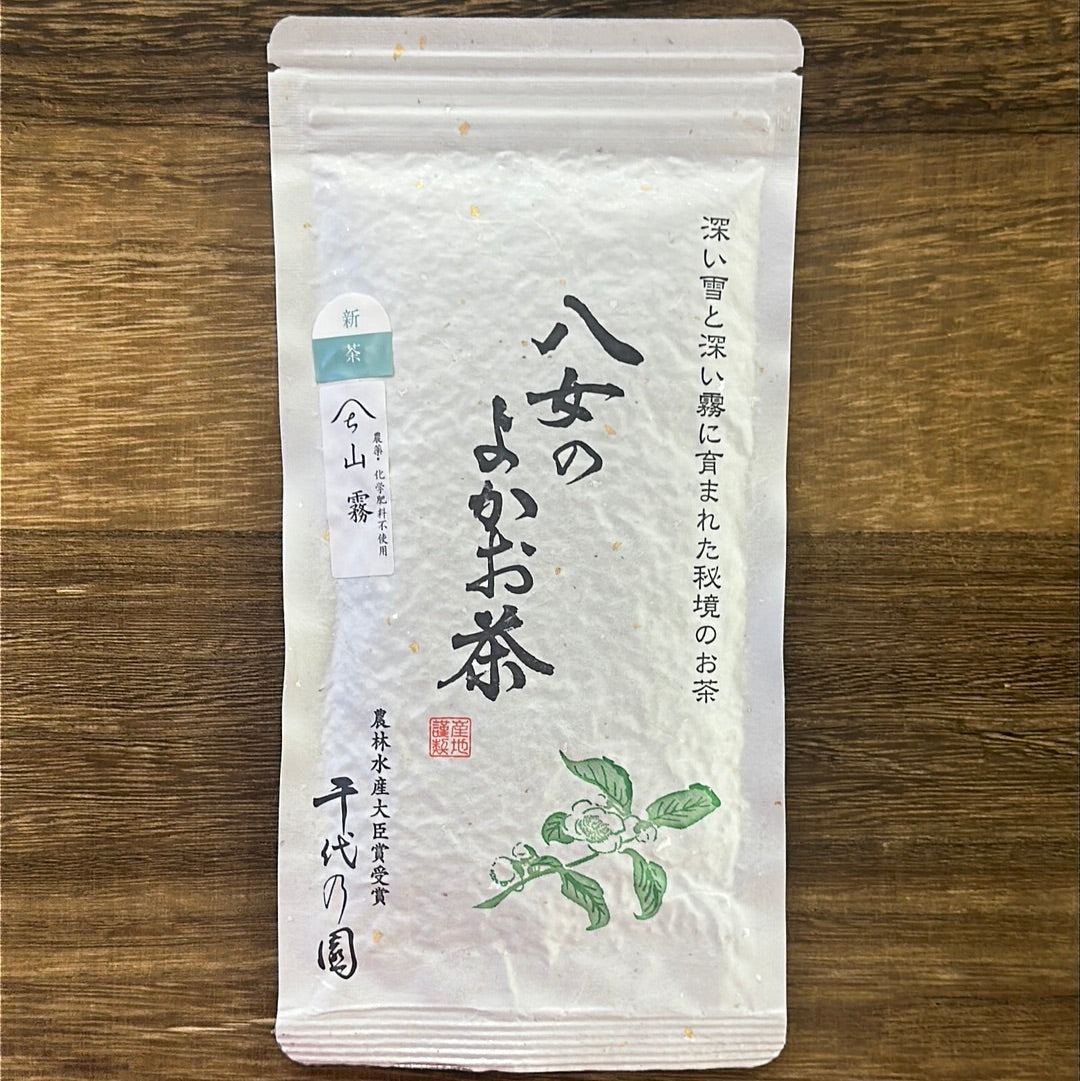 深い雪と深い霧に育まれた秘境のお茶
八女の
よかお茶
産地
謹製
新茶
山霧
農薬・化学肥料不使用
農林水産大臣賞受賞
千代乃園